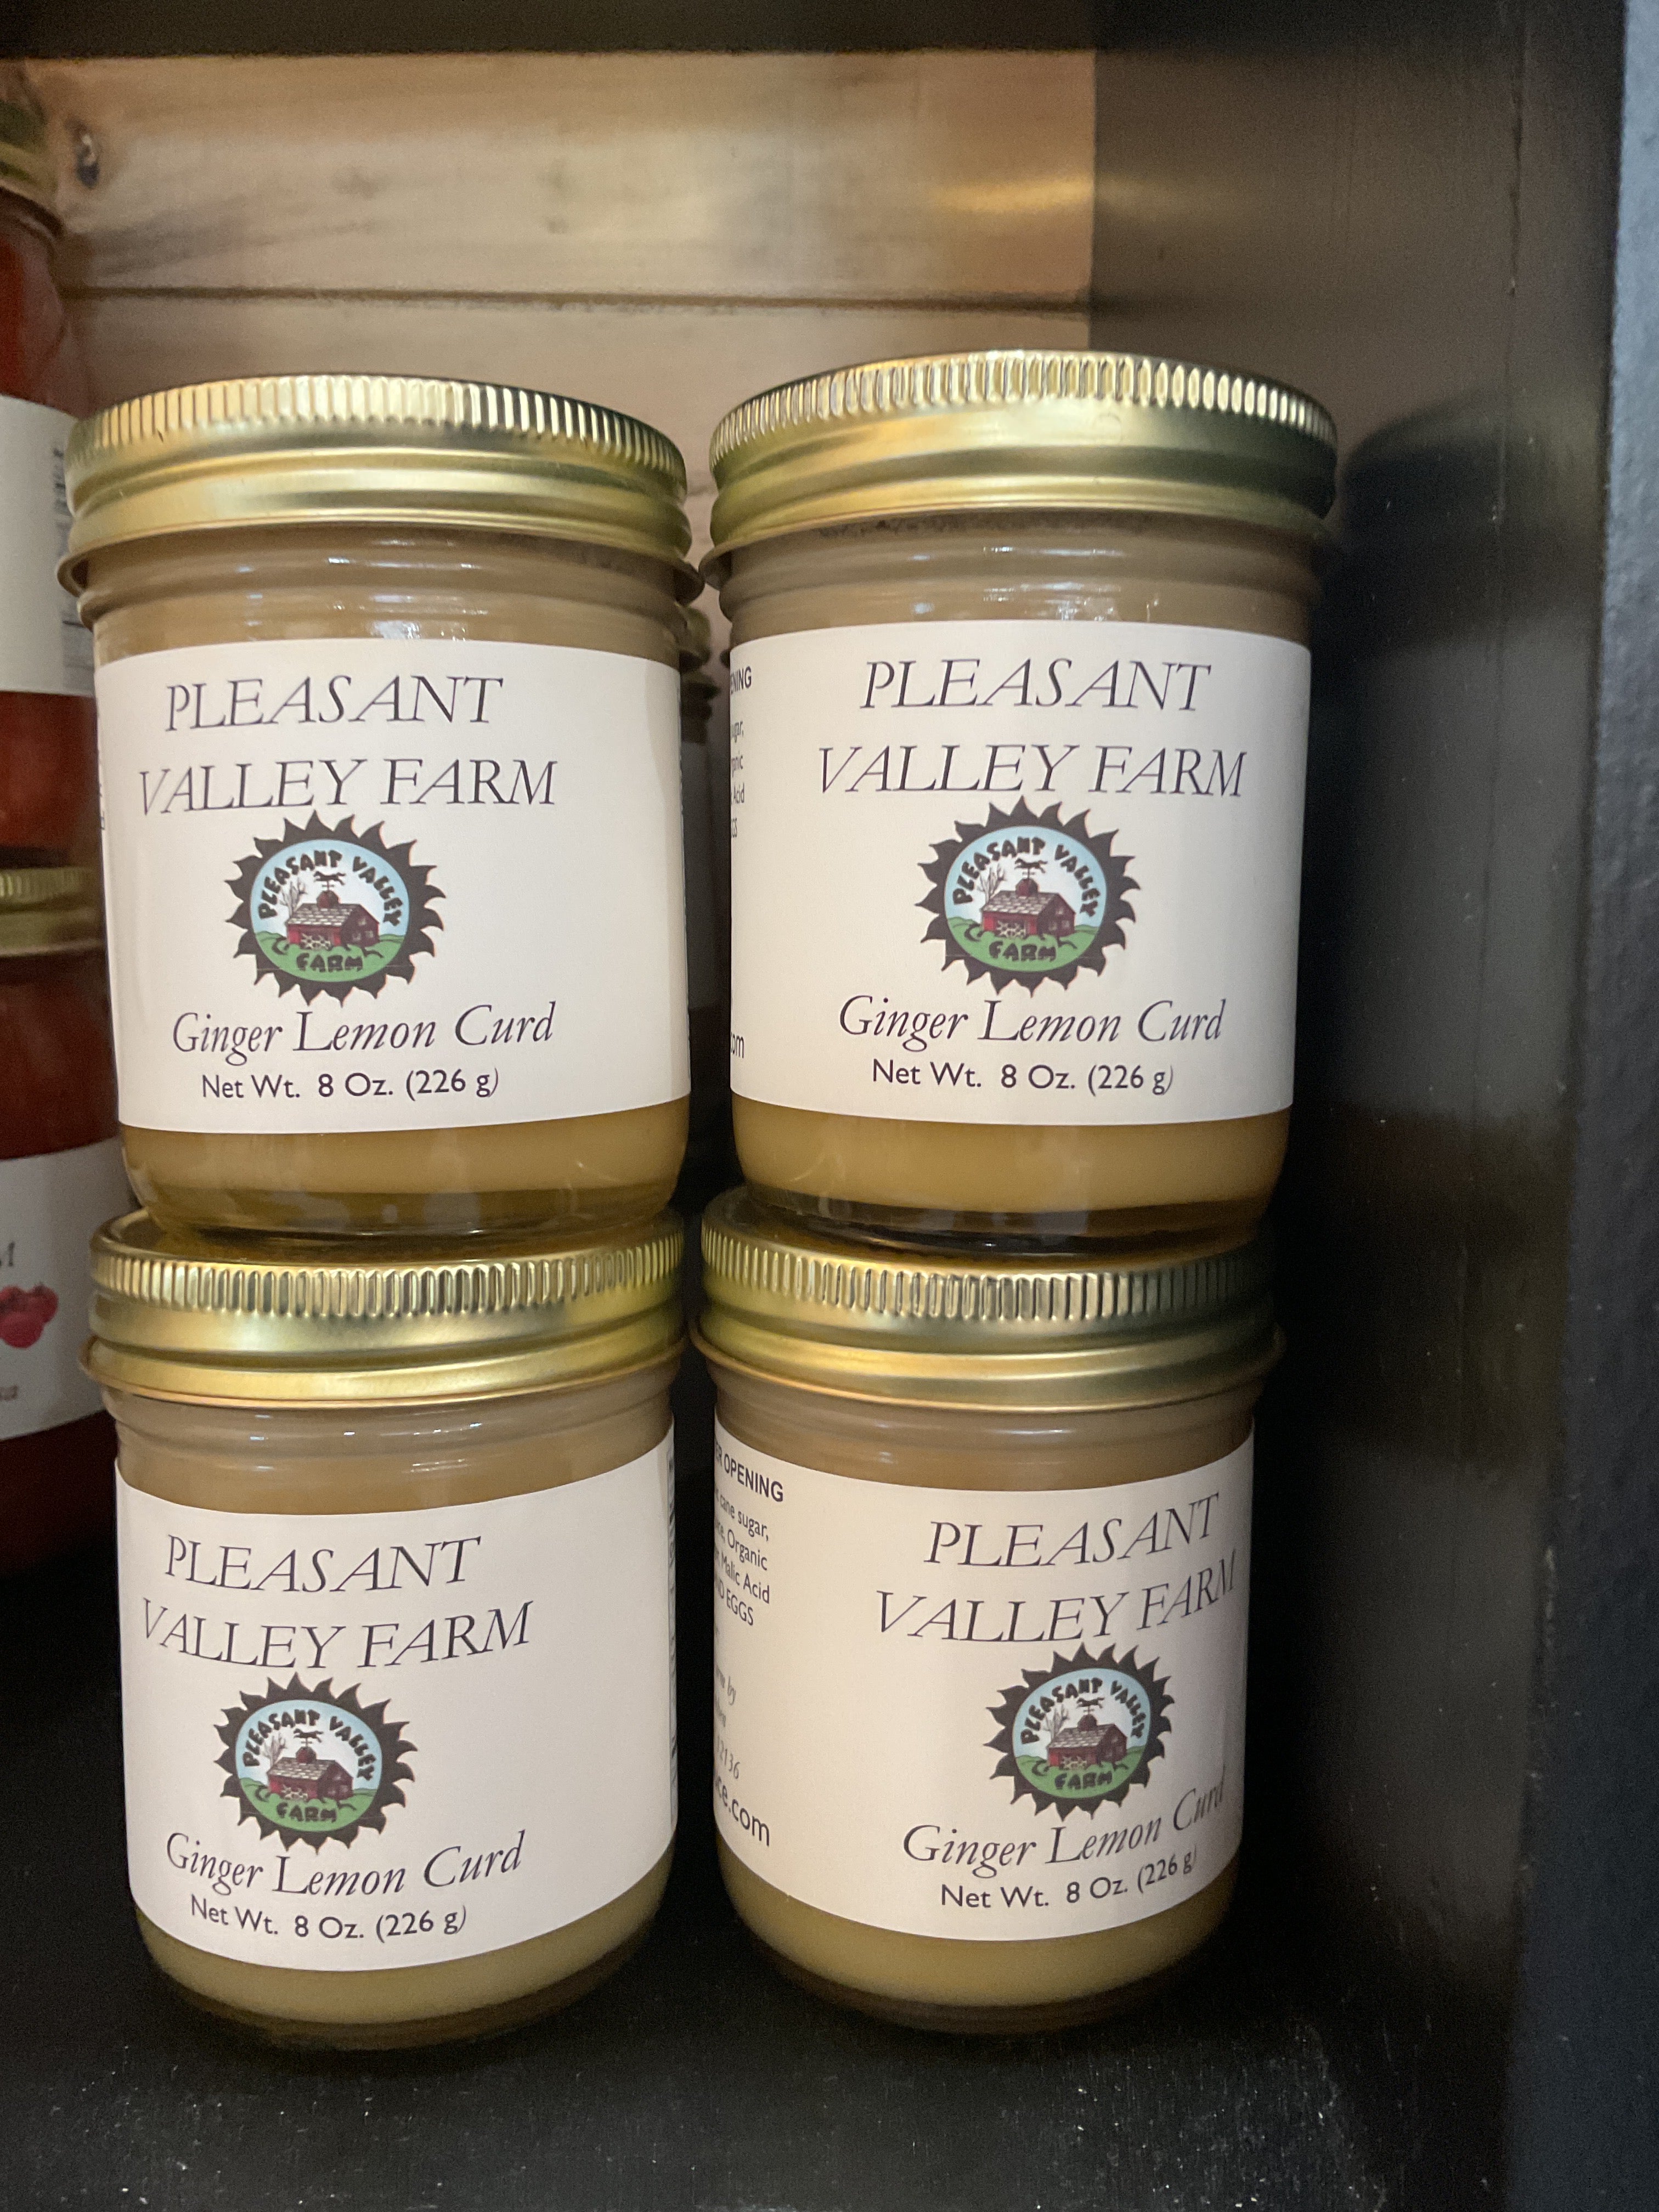 PLEASANT
VALLEY FARM
PLEASANT VALLEY
FARM
Ginger Lemon Curd
Net Wt. 8 Oz. (226 g)
PLEASANT
VALLEY FARM
PLEASANT VALLEY
FARM
Ginger Lemon Curd
Net Wt. 8 Oz. (226 g)
PLEASANT
VALLEY FARM
PLEASANT VALLEY
FARM
Ginger Lemon Curd
Net Wt. 8 Oz. (226 g)
OPENING
cane sugar,
Organic
Malic Acid
EGGS
by
12136
.com
PLEASANT
VALLEY FARM
PLEASANT VALLEY
FARM
Ginger Lemon Curd
Net Wt. 8 Oz. (226 g)